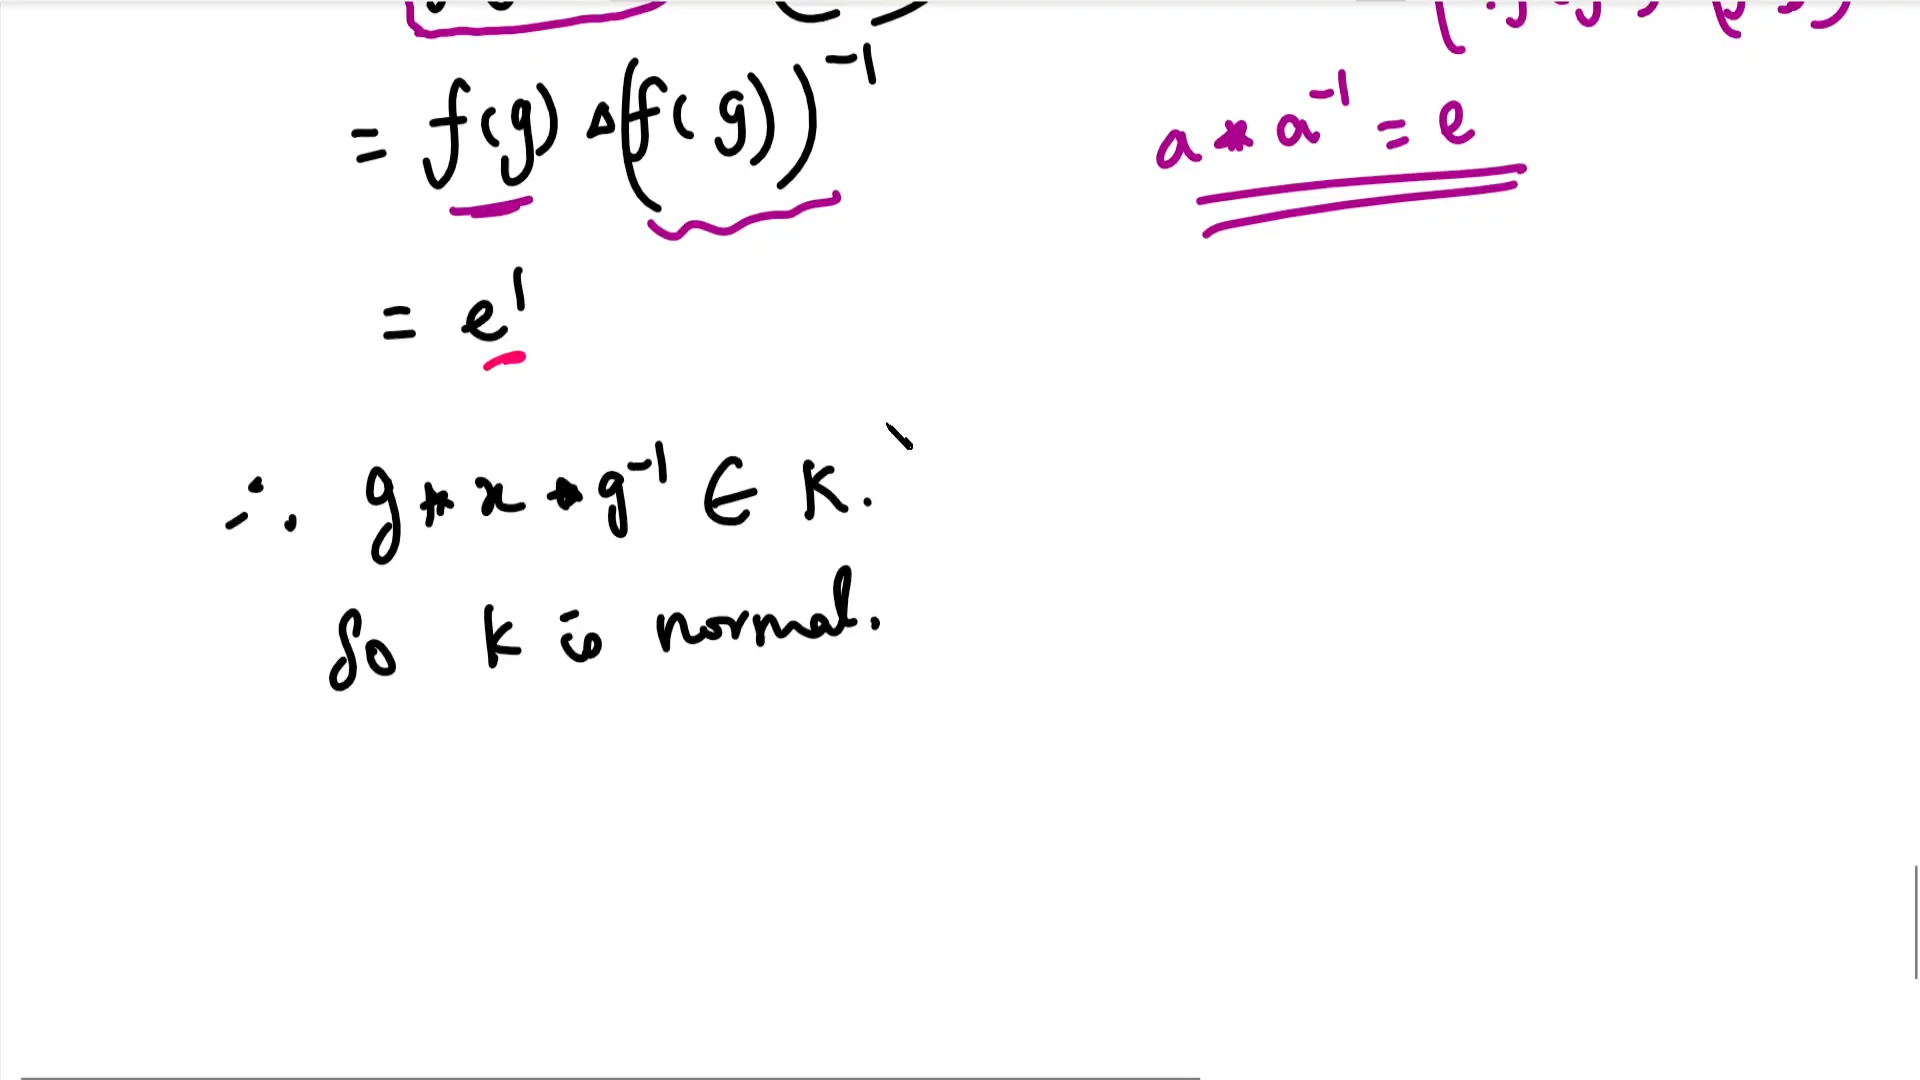 = f(g) Δ (f(g))⁻¹
a * a⁻¹ = e
= e'
∴ g * x * g⁻¹ ∈ K.
So K is normal.